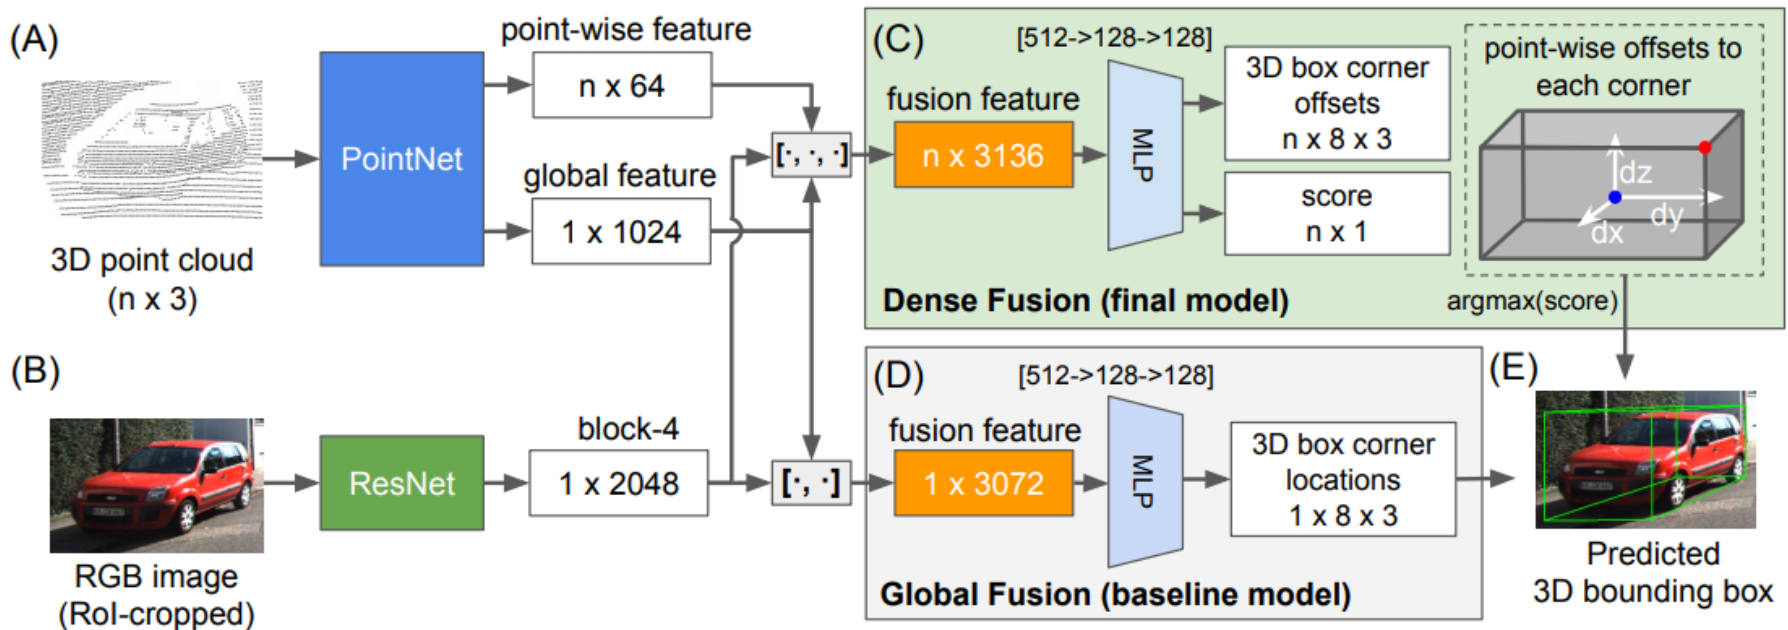 (A)
3D point cloud
(n x 3)
PointNet
point-wise feature
n x 64
global feature
1 x 1024
[·, ·, ·]
(B)
RGB image
(RoI-cropped)
ResNet
block-4
1 x 2048
[·, ·]
(C)
[512->128->128]
fusion feature
n x 3136
MLP
3D box corner
offsets
n x 8 x 3
score
n x 1
point-wise offsets to
each corner
dz
dy
dx
Dense Fusion (final model)
argmax(score)
(D)
[512->128->128]
fusion feature
1 x 3072
MLP
3D box corner
locations
1 x 8 x 3
Global Fusion (baseline model)
(E)
Predicted
3D bounding box